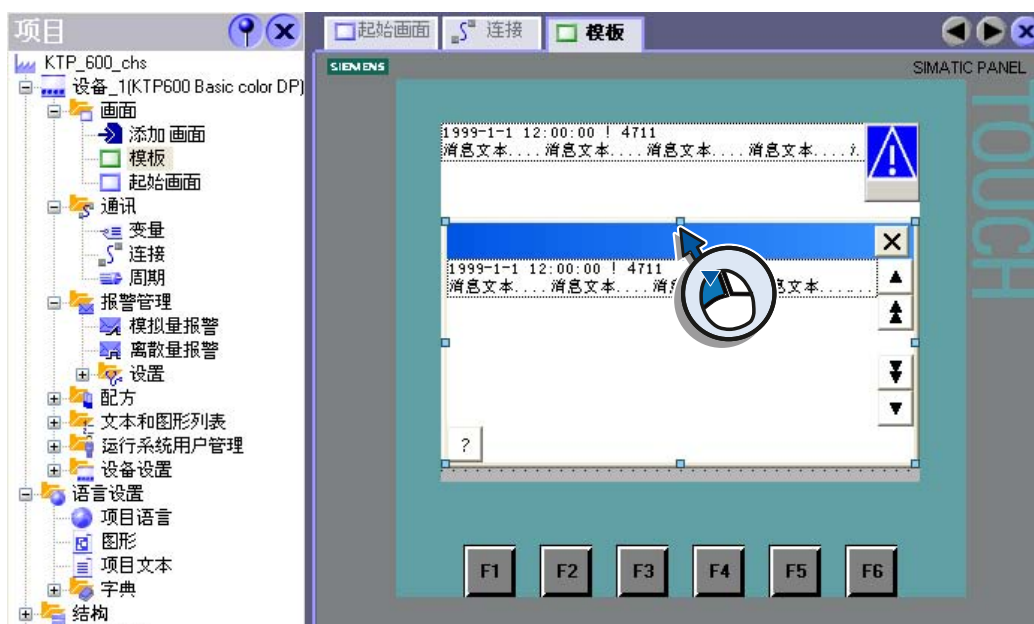 项目
KTP_600_chs
设备_1(KTP600 Basic color DP)
画面
添加 画面
模板
起始画面
通讯
变量
连接
周期
报警管理
模拟量报警
离散量报警
设置
配方
文本和图形列表
运行系统用户管理
设备设置
语言设置
项目语言
图形
项目文本
字典
结构
起始画面 连接 模板
SIEMENS
SIMATIC PANEL
TOUCH
1999-1-1 12:00:00 ! 4711
消息文本....消息文本....消息文本....消息文本....
1999-1-1 12:00:00 ! 4711
消息文本....消息文本....消 息文本......
?
F1 F2 F3 F4 F5 F6